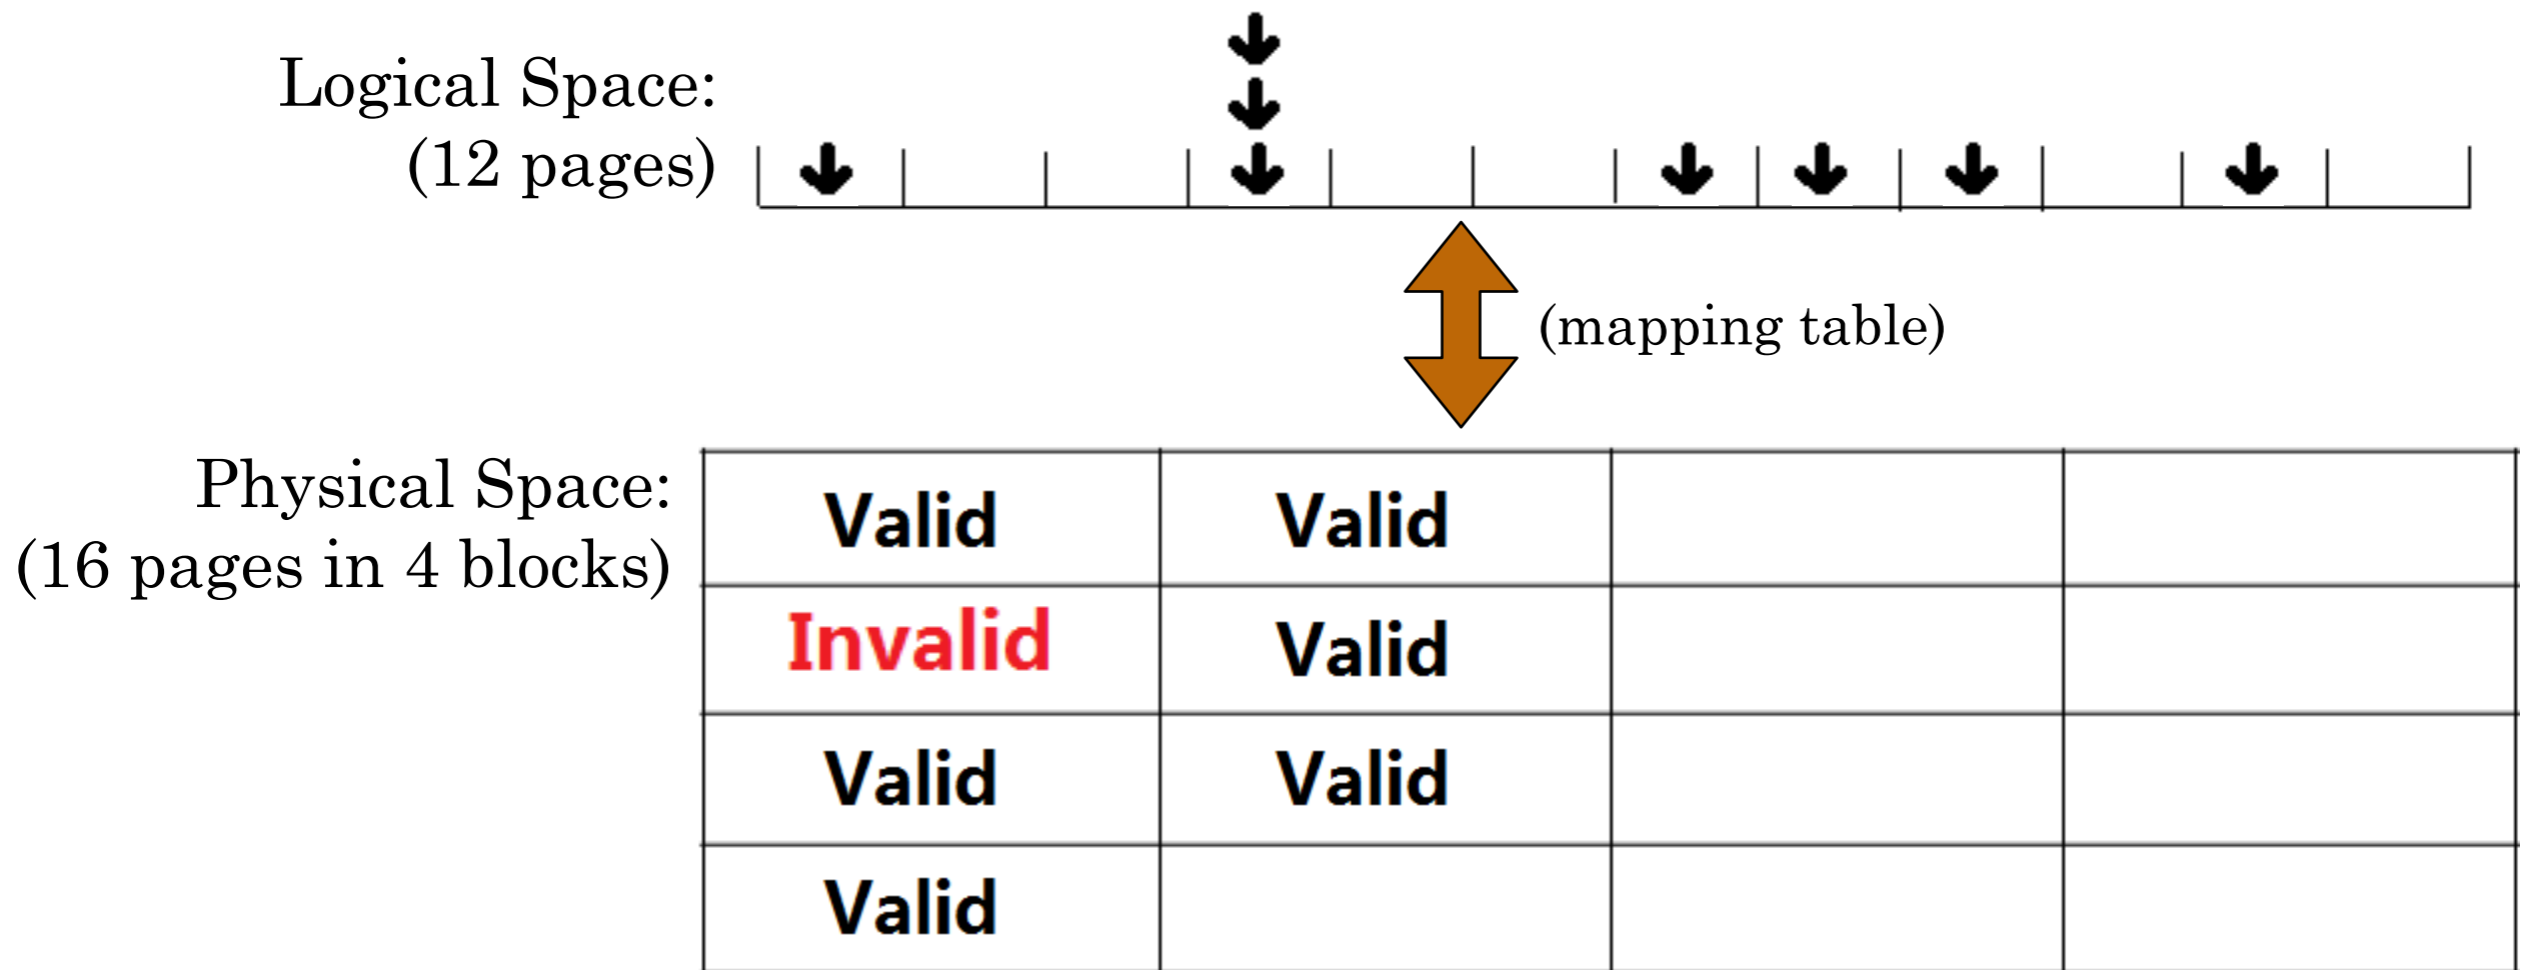 Logical Space:
(12 pages)
(mapping table)
Physical Space:
(16 pages in 4 blocks)
Valid Valid
Invalid Valid
Valid Valid
Valid